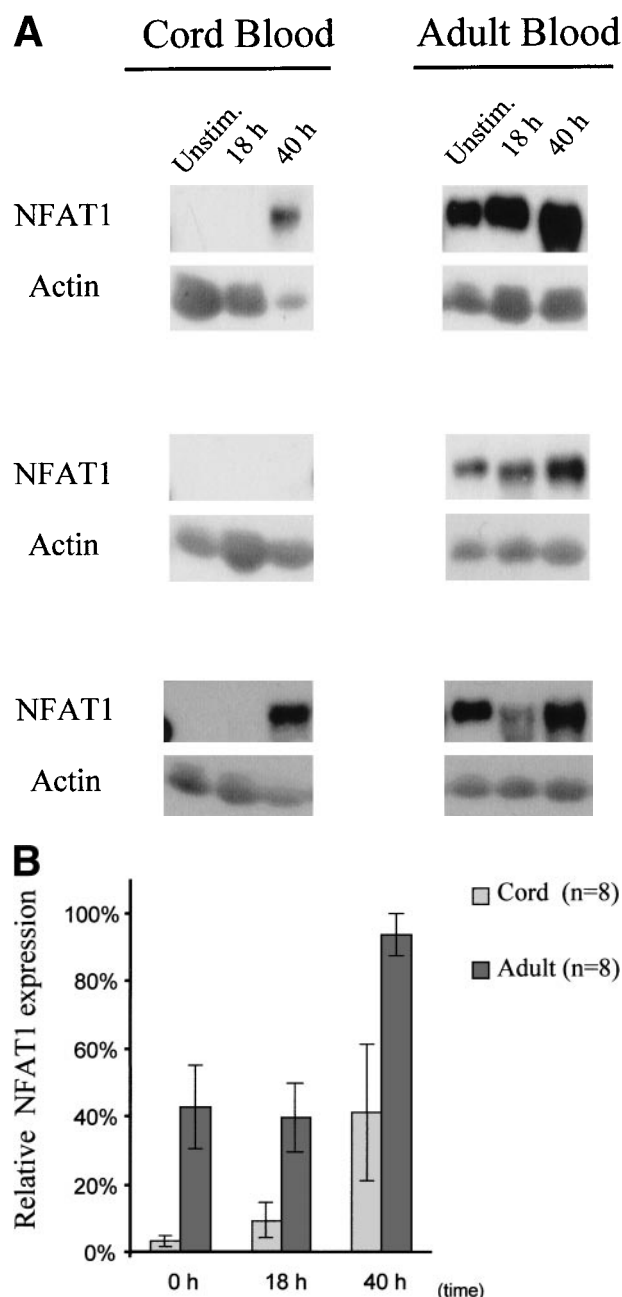 A
Cord Blood Adult Blood
Unstim. 18 h 40 h Unstim. 18 h 40 h
NFAT1
Actin
NFAT1
Actin
NFAT1
Actin
B
Relative NFAT1 expression
100%
80%
60%
40%
20%
0%
0 h 18 h 40 h (time)
Cord (n=8)
Adult (n=8)